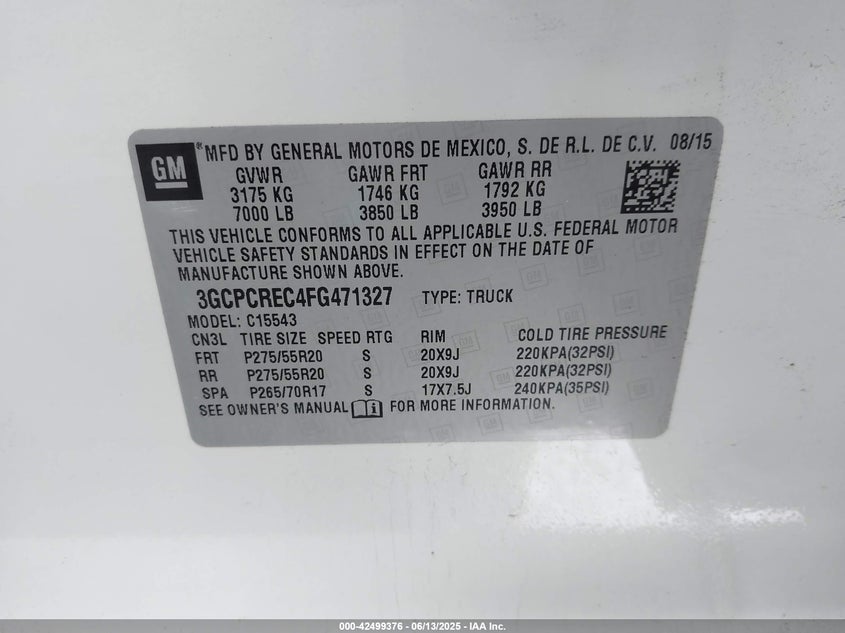 GM ® MFD BY GENERAL MOTORS DE MEXICO, S. DE R.L. DE C.V. 08/15
GVWR GAWR FRT GAWR RR
3175 KG 1746 KG 1792 KG
7000 LB 3850 LB 3950 LB
THIS VEHICLE CONFORMS TO ALL APPLICABLE U.S. FEDERAL MOTOR
VEHICLE SAFETY STANDARDS IN EFFECT ON THE DATE OF
MANUFACTURE SHOWN ABOVE.
3GCPCREC4FG471327 TYPE: TRUCK
MODEL: C15543
CN3L TIRE SIZE SPEED RTG RIM COLD TIRE PRESSURE
FRT P275/55R20 S 20X9J 220KPA(32PSI)
RR P275/55R20 S 20X9J 220KPA(32PSI)
SPA P265/70R17 S 17X7.5J 240KPA(35PSI)
SEE OWNER'S MANUAL FOR MORE INFORMATION.
000-42499376 - 06/13/2025 - IAA Inc.